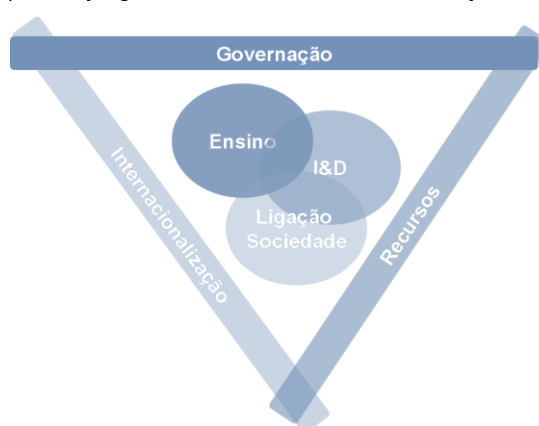 Governação
Ensino
I&D
Ligação
Sociedade
Internacionalização
Recursos